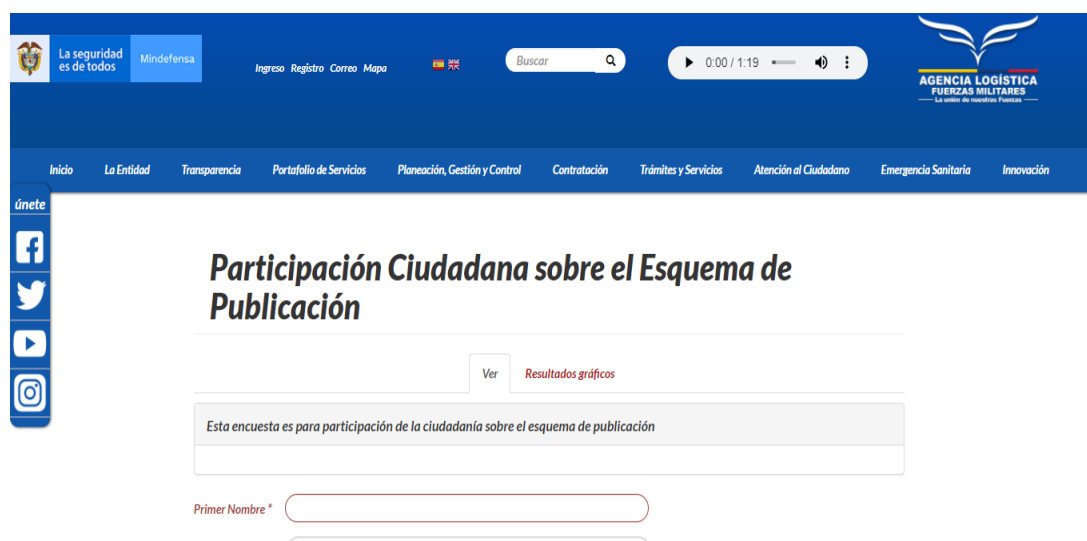 La seguridad
es de todos
Mindefensa
Ingreso Registro Correo Mapa
Buscar
0:00 / 1:19
AGENCIA LOGÍSTICA
FUERZAS MILITARES
La unión de nuestras Fuerzas
Inicio La Entidad Transparencia Portafolio de Servicios Planeación, Gestión y Control Contratación Trámites y Servicios Atención al Ciudadano Emergencia Sanitaria Innovación
únete
Participación Ciudadana sobre el Esquema de
Publicación
Ver Resultados gráficos
Esta encuesta es para participación de la ciudadanía sobre el esquema de publicación
Primer Nombre *